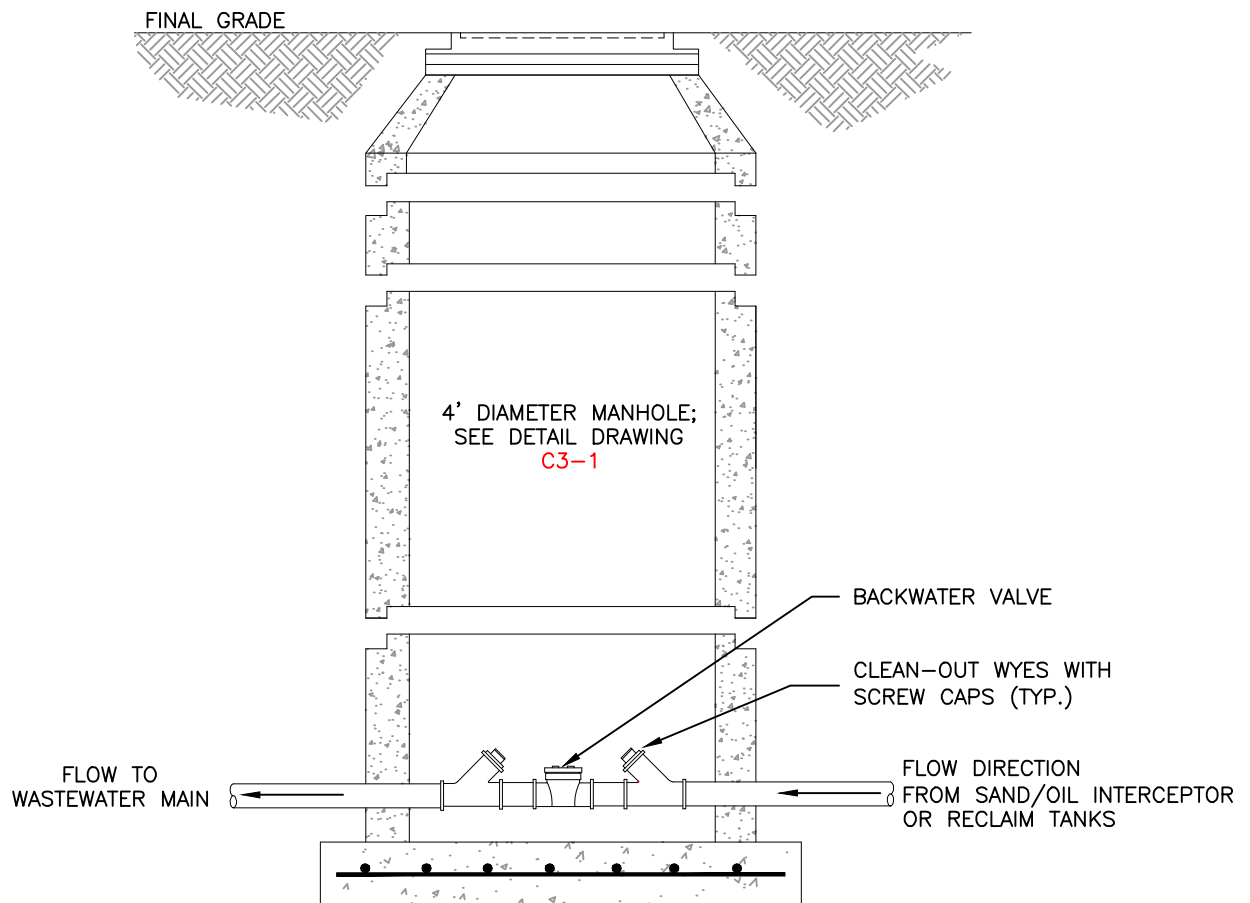 FINAL GRADE
4' DIAMETER MANHOLE;
SEE DETAIL DRAWING
C3-1
BACKWATER VALVE
CLEAN-OUT WYES WITH
SCREW CAPS (TYP.)
FLOW TO
WASTEWATER MAIN
FLOW DIRECTION
FROM SAND/OIL INTERCEPTOR
OR RECLAIM TANKS